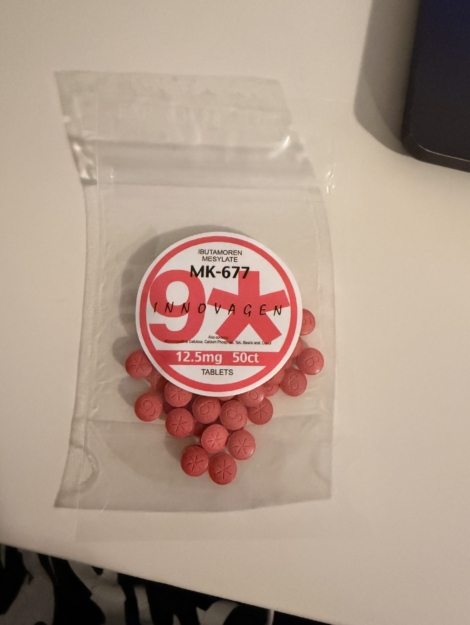 IBUTAMOREN
MESYLATE
MK-677
9*
INNOVAGEN
12.5mg 50ct
TABLETS